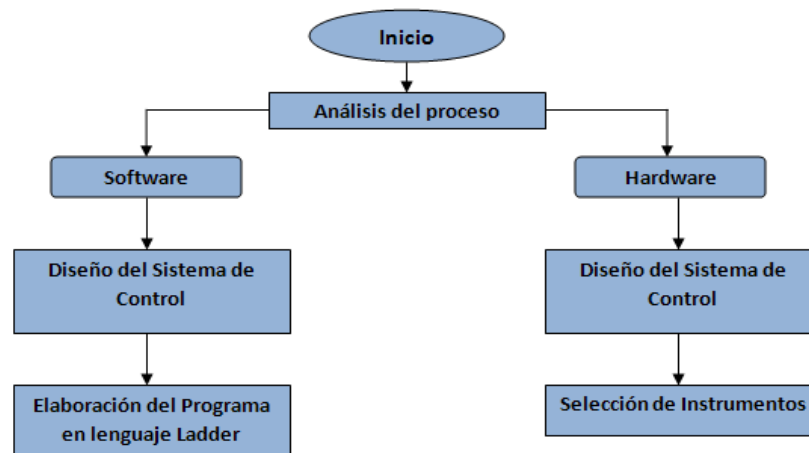 Inicio
Análisis del proceso
Software
Hardware
Diseño del Sistema de
Control
Diseño del Sistema de
Control
Elaboración del Programa
en lenguaje Ladder
Selección de Instrumentos